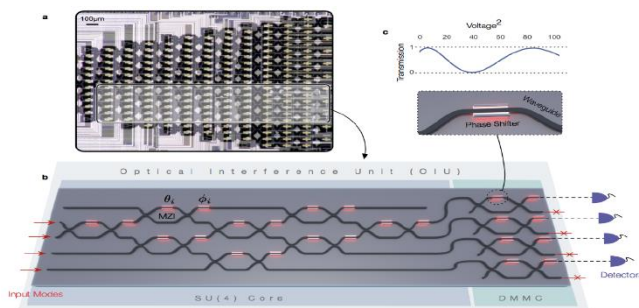 a
100μm
c
Voltage²
0 20 40 60 80 100
Transmission
1
0
Waveguide
Phase Shifter
Optical Interference Unit (OIU)
b
θᵢ
ϕᵢ
MZI
Input Modes
Detector
SU(4) Core
DMMC